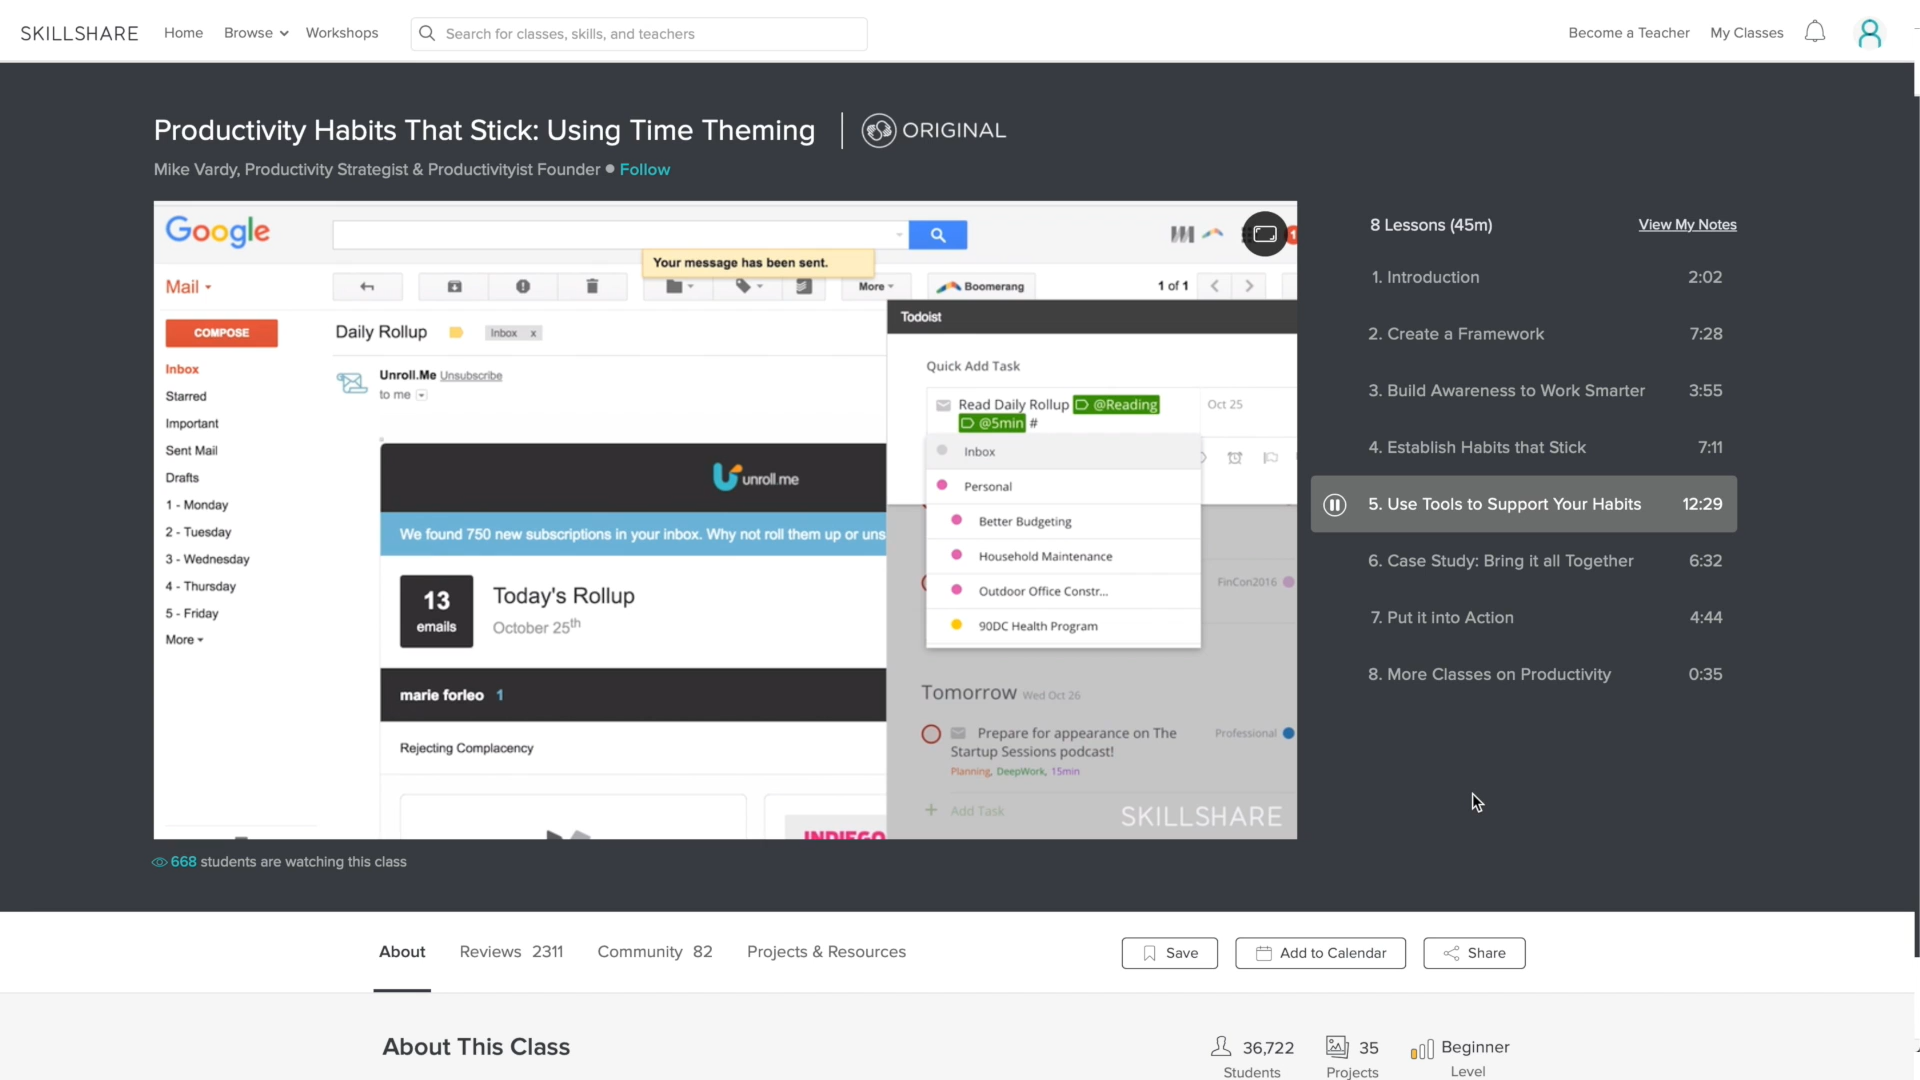 SKILLSHARE
Home
Browse
Workshops
Search for classes, skills, and teachers
Become a Teacher
My Classes
Productivity Habits That Stick: Using Time Theming
ORIGINAL
Mike Vardy, Productivity Strategist & Productivityist Founder • Follow
Google
1
Your message has been sent.
Mail
More
Boomerang
1 of 1
COMPOSE
Inbox
Starred
Important
Sent Mail
Drafts
1 - Monday
2 - Tuesday
3 - Wednesday
4 - Thursday
5 - Friday
More
Daily Rollup
Inbox x
Unroll.Me Unsubscribe
to me
unroll.me
We found 750 new subscriptions in your inbox. Why not roll them up or uns
13
emails
Today's Rollup
October 25th
marie forleo 1
Rejecting Complacency
INDIEGO
Todoist
Quick Add Task
Read Daily Rollup @Reading
@5min #
Oct 25
Inbox
Personal
Better Budgeting
Household Maintenance
Outdoor Office Constr...
90DC Health Program
FinCon2016
Tomorrow Wed Oct 26
Prepare for appearance on The
Startup Sessions podcast!
Professional
Planning, DeepWork, 15min
+ Add Task
SKILLSHARE
8 Lessons (45m)
View My Notes
1. Introduction 2:02
2. Create a Framework 7:28
3. Build Awareness to Work Smarter 3:55
4. Establish Habits that Stick 7:11
5. Use Tools to Support Your Habits 12:29
6. Case Study: Bring it all Together 6:32
7. Put it into Action 4:44
8. More Classes on Productivity 0:35
668 students are watching this class
About
Reviews 2311
Community 82
Projects & Resources
Save
Add to Calendar
Share
About This Class
36,722
Students
35
Projects
Beginner
Level